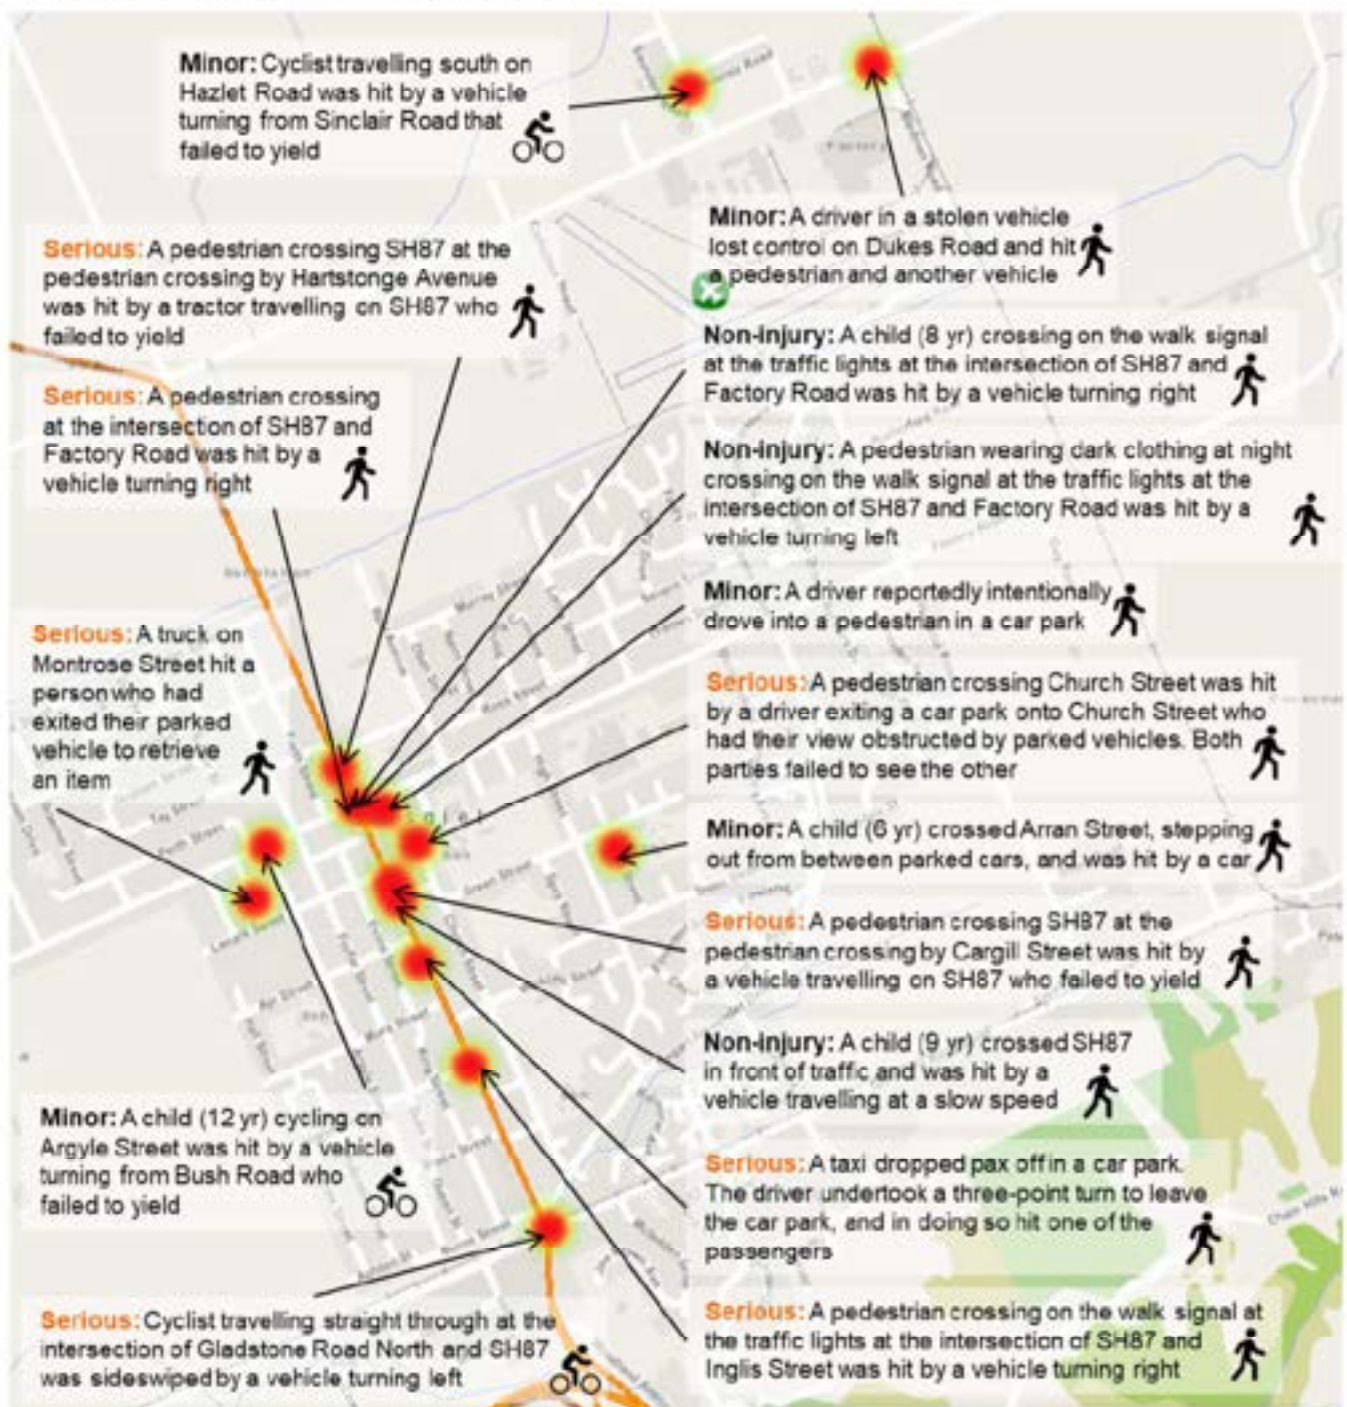 Minor: Cyclist travelling south on
Hazlet Road was hit by a vehicle
turning from Sinclair Road that
failed to yield
Minor: A driver in a stolen vehicle
lost control on Dukes Road and hit
a pedestrian and another vehicle
Serious: A pedestrian crossing SH87 at the
pedestrian crossing by Hartstonge Avenue
was hit by a tractor travelling on SH87 who
failed to yield
Non-injury: A child (8 yr) crossing on the walk signal
at the traffic lights at the intersection of SH87 and
Factory Road was hit by a vehicle turning right
Serious: A pedestrian crossing
at the intersection of SH87 and
Factory Road was hit by a
vehicle turning right
Non-injury: A pedestrian wearing dark clothing at night
crossing on the walk signal at the traffic lights at the
intersection of SH87 and Factory Road was hit by a
vehicle turning left
Minor: A driver reportedly intentionally
drove into a pedestrian in a car park
Serious: A truck on
Montrose Street hit a
person who had
exited their parked
vehicle to retrieve
an item
Serious: A pedestrian crossing Church Street was hit
by a driver exiting a car park onto Church Street who
had their view obstructed by parked vehicles. Both
parties failed to see the other
Minor: A child (6 yr) crossed Arran Street, stepping
out from between parked cars, and was hit by a car
Serious: A pedestrian crossing SH87 at the
pedestrian crossing by Cargill Street was hit by
a vehicle travelling on SH87 who failed to yield
Non-injury: A child (9 yr) crossed SH87
in front of traffic and was hit by a
vehicle travelling at a slow speed
Minor: A child (12 yr) cycling on
Argyle Street was hit by a vehicle
turning from Bush Road who
failed to yield
Serious: A taxi dropped pax off in a car park.
The driver undertook a three-point turn to leave
the car park, and in doing so hit one of the
passengers
Serious: Cyclist travelling straight through at the
intersection of Gladstone Road North and SH87
was sideswiped by a vehicle turning left
Serious: A pedestrian crossing on the walk signal at
the traffic lights at the intersection of SH87 and
Inglis Street was hit by a vehicle turning right
Factory
Murray Street
Ross Street
Tay Street
Perth Street
Green Street
Lanark Street
Ayr Street